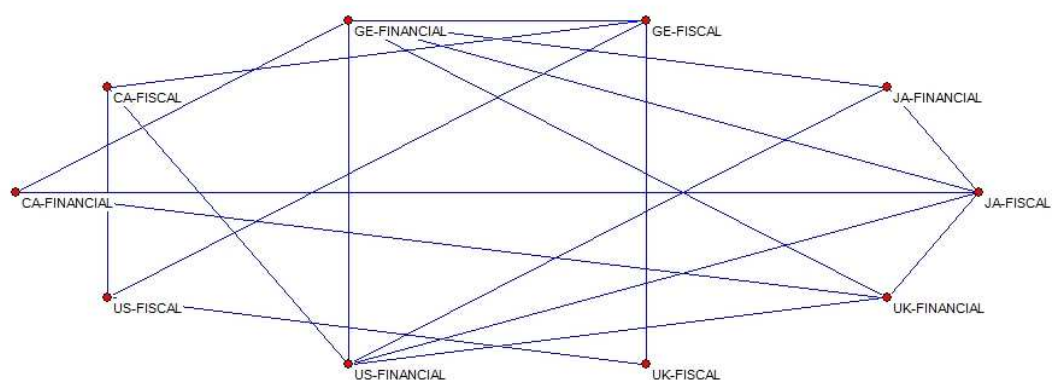 GE-FINANCIAL
GE-FISCAL
CA-FISCAL
JA-FINANCIAL
CA-FINANCIAL
JA-FISCAL
US-FISCAL
UK-FINANCIAL
US-FINANCIAL
UK-FISCAL